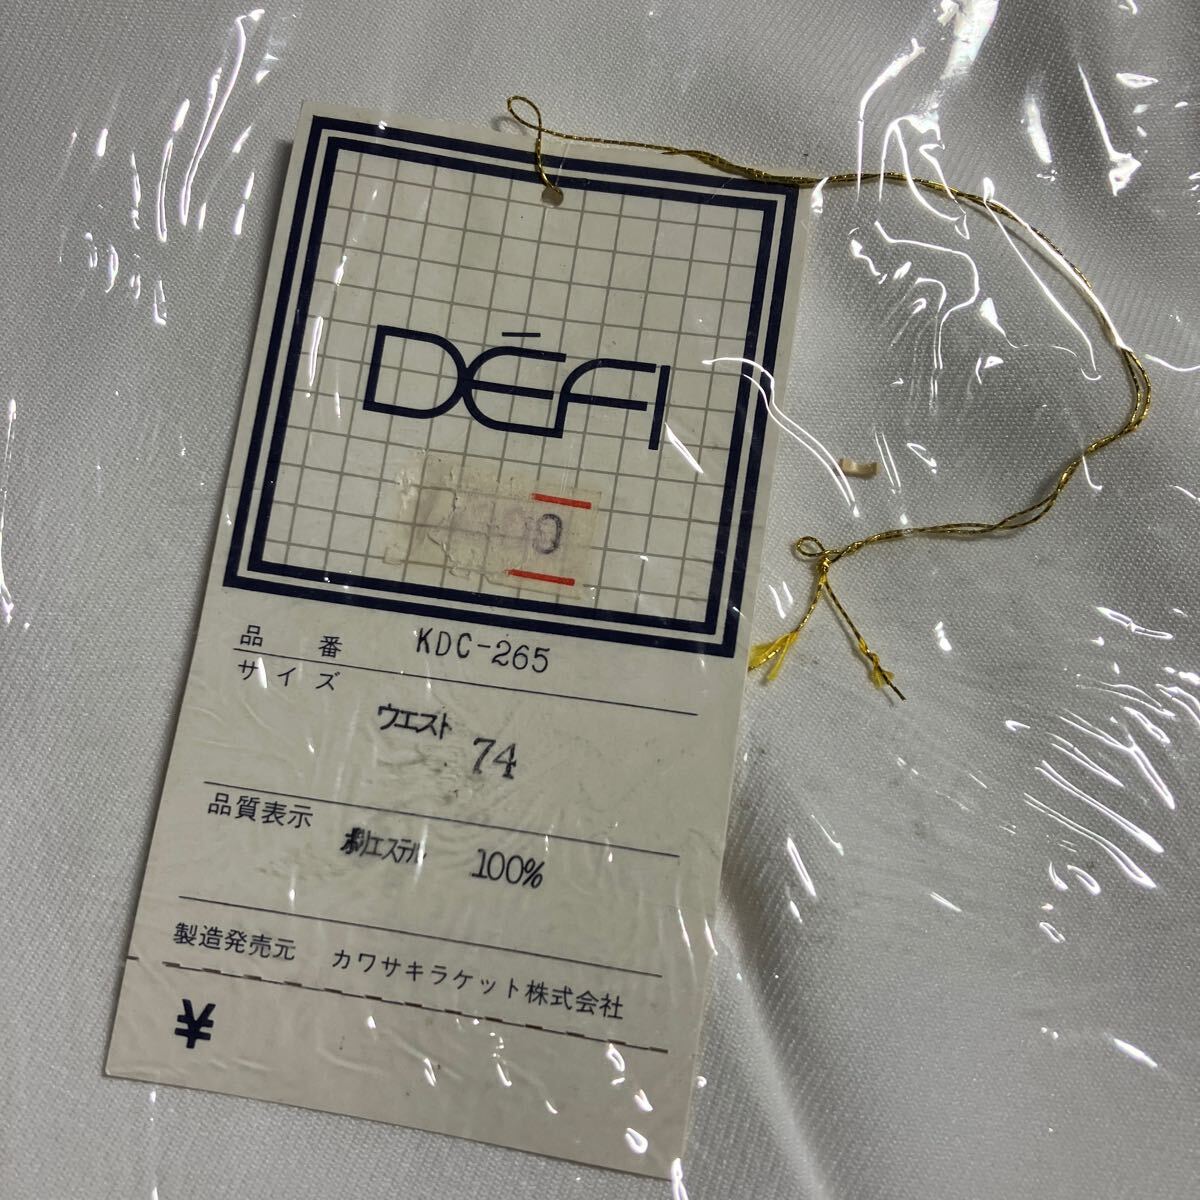 DÉFI
0
品番 KDC-265
サイズ
ウエスト 74
品質表示
ポリエステル 100%
製造発売元 カワサキラケット株式会社
¥